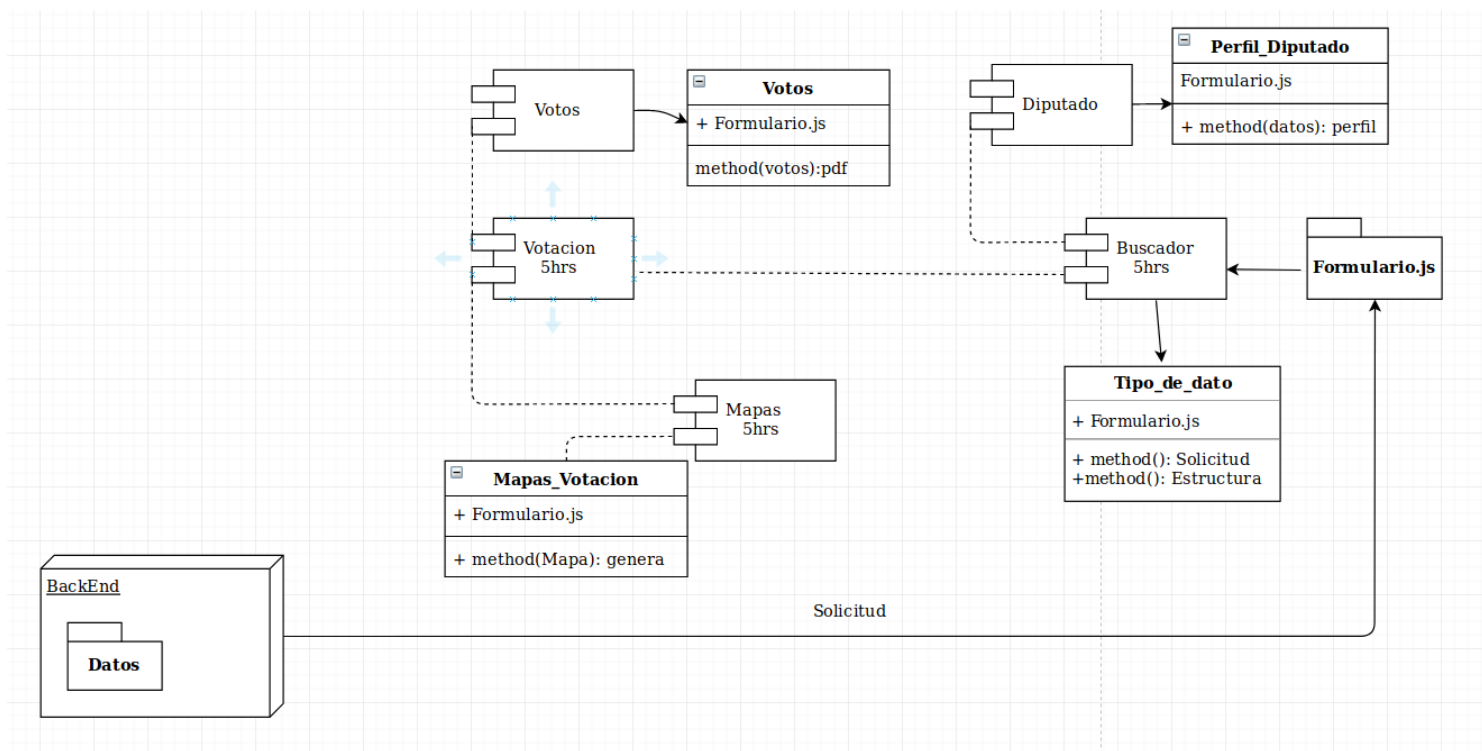 Perfil_Diputado
Formulario.js
+ method(datos): perfil
Diputado
Votos
Votos
+ Formulario.js
method(votos):pdf
Votacion
5hrs
Buscador
5hrs
Formulario.js
Tipo_de_dato
+ Formulario.js
+ method(): Solicitud
+method(): Estructura
Mapas
5hrs
Mapas_Votacion
+ Formulario.js
+ method(Mapa): genera
BackEnd
Datos
Solicitud